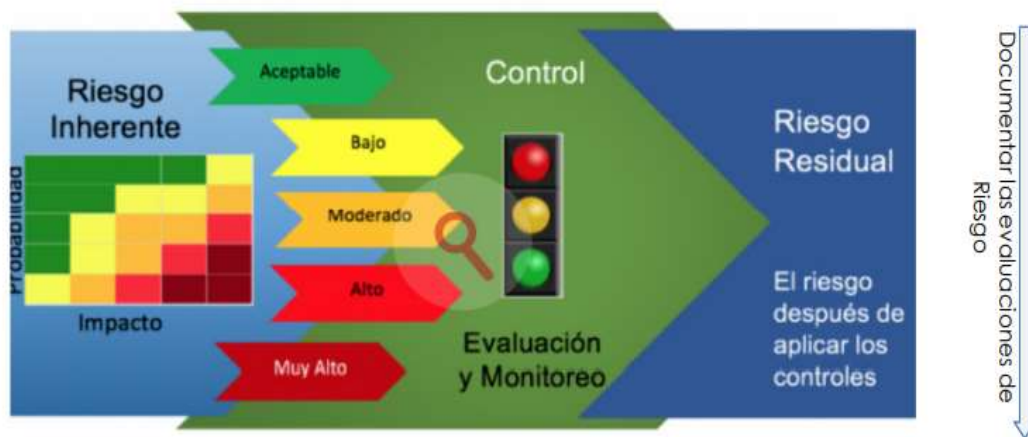 Riesgo
Inherente
Probabilidad
Impacto
Aceptable
Bajo
Moderado
Alto
Muy Alto
Control
Evaluación
y Monitoreo
Riesgo
Residual
El riesgo
después de
aplicar los
controles
Documentar las evaluaciones de
Riesgo